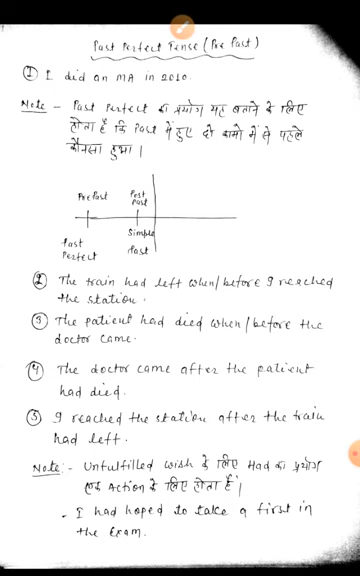 Past Perfect Tense (Pre Past)
① I did an MA in 2010.
Note - Past Perfect का प्रयोग यह बताने के लिए
होता है कि Past में हुए दो कामो में से पहले
कौनसा हुआ।
Pre Past Post Past
Past Perfect Simple Past
② The train had left when/before I reached
the station.
③ The patient had died when/before the
doctor came.
④ The doctor came after the patient
had died.
⑤ I reached the station after the train
had left.
Note:- Unfulfilled wish के लिए Had का प्रयोग
एक Action के लिए होता है।
- I had hoped to take a first in
the Exam.